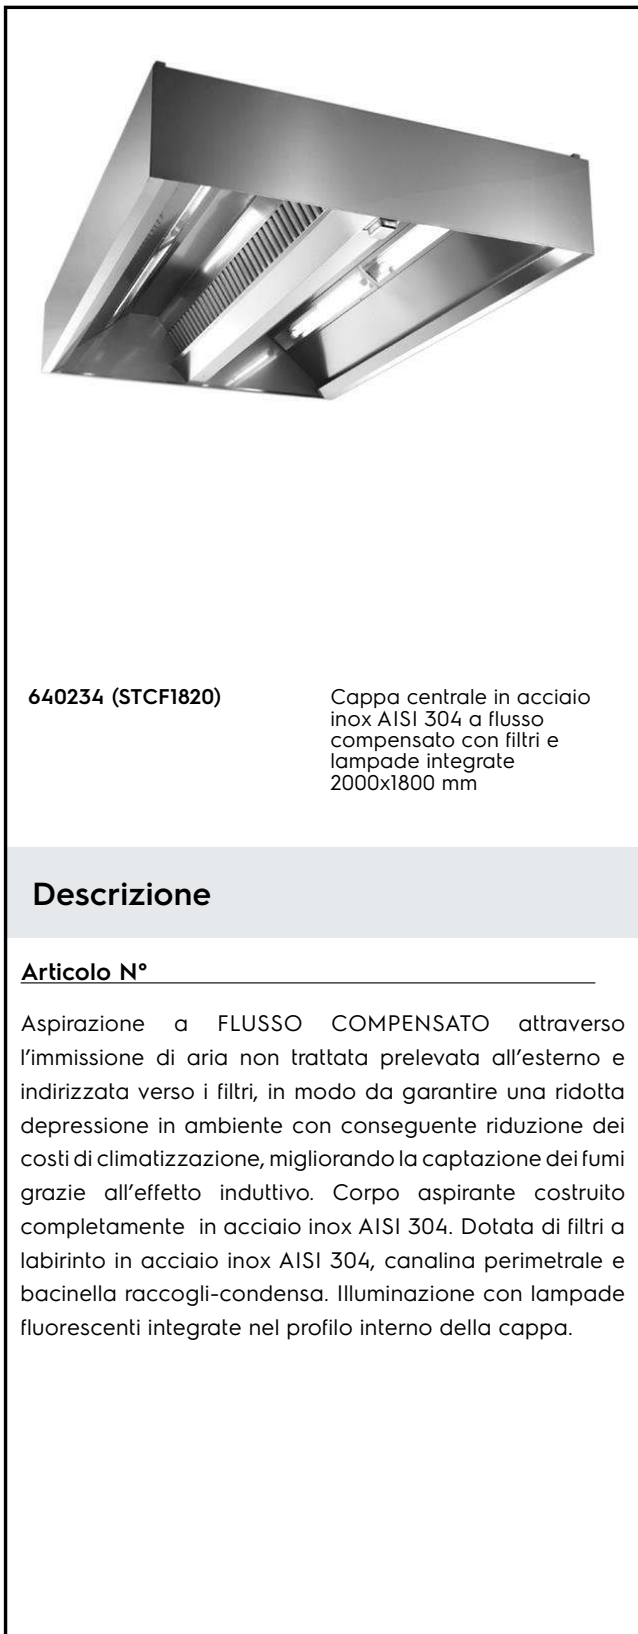 640234 (STCF1820)
Cappa centrale in acciaio
inox AISI 304 a flusso
compensato con filtri e
lampade integrate
2000x1800 mm
Descrizione
Articolo N°
Aspirazione a FLUSSO COMPENSATO attraverso
l'immissione di aria non trattata prelevata all'esterno e
indirizzata verso i filtri, in modo da garantire una ridotta
depressione in ambiente con conseguente riduzione dei
costi di climatizzazione, migliorando la captazione dei fumi
grazie all'effetto induttivo. Corpo aspirante costruito
completamente in acciaio inox AISI 304. Dotata di filtri a
labirinto in acciaio inox AISI 304, canalina perimetrale e
bacinella raccogli-condensa. Illuminazione con lampade
fluorescenti integrate nel profilo interno della cappa.